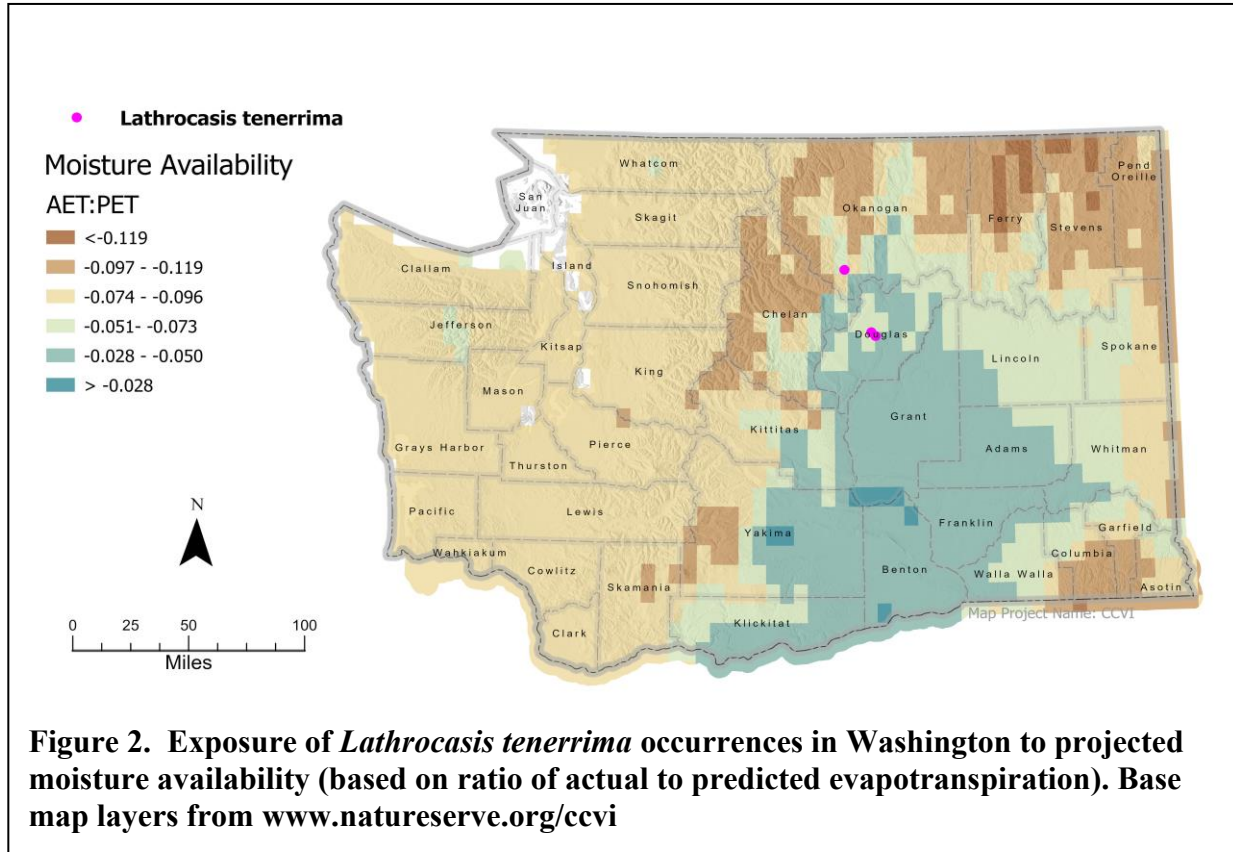 Lathrocasis tenerrima
Moisture Availability
AET:PET
<-0.119
-0.097 - -0.119
-0.074 - -0.096
-0.051- -0.073
-0.028 - -0.050
> -0.028
N
0 25 50 100
Miles
Whatcom
San
Juan
Skagit
Okanogan
Ferry
Pend
Oreille
Stevens
Clallam
Island
Snohomish
Chelan
Jefferson
Kitsap
Douglas
King
Lincoln
Spokane
Mason
Grant
Kittitas
Grays Harbor
Pierce
Adams
Whitman
Thurston
Pacific
Lewis
Yakima
Franklin
Garfield
Wahkiakum
Columbia
Cowlitz
Skamania
Benton
Walla Walla
Asotin
Klickitat
Clark
Map Project Name: CCVI
Figure 2. Exposure of Lathrocasis tenerrima occurrences in Washington to projected
moisture availability (based on ratio of actual to predicted evapotranspiration). Base
map layers from www.natureserve.org/ccvi